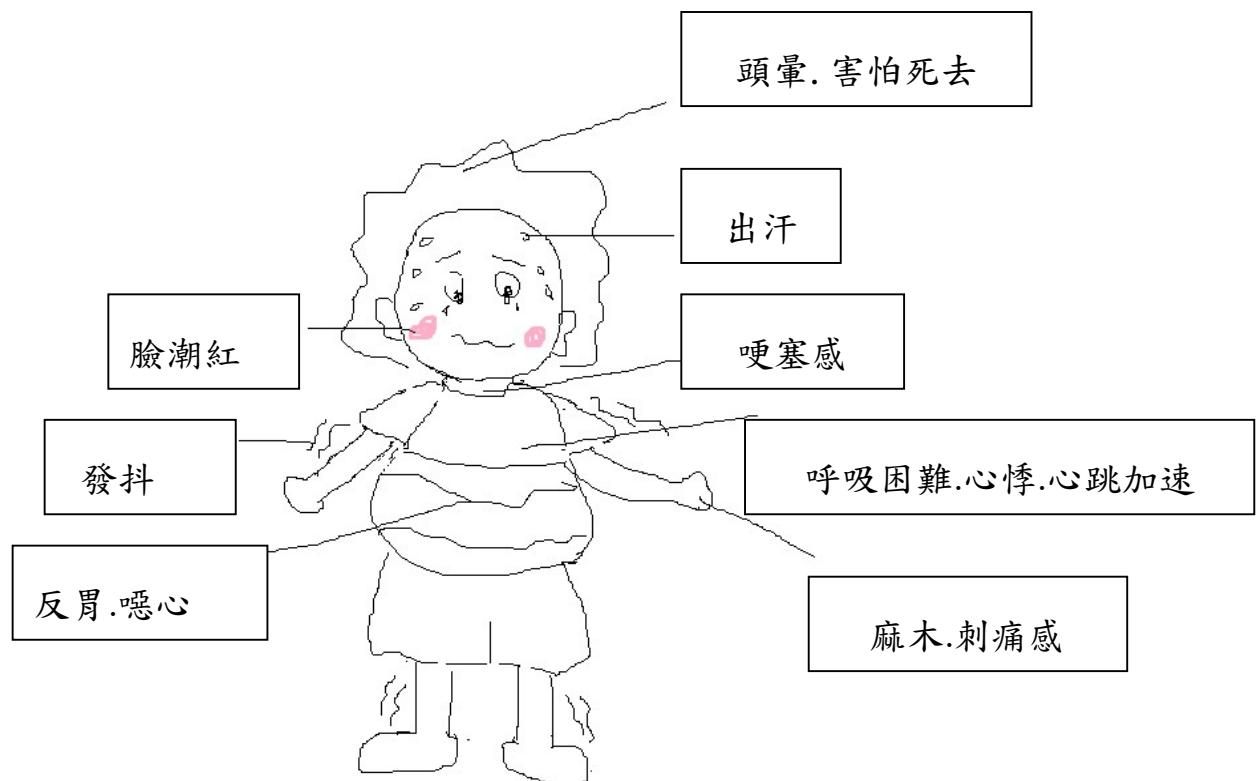 頭暈. 害怕死去
出汗
臉潮紅
哽塞感
發抖
呼吸困難.心悸.心跳加速
反胃.噁心
麻木.刺痛感